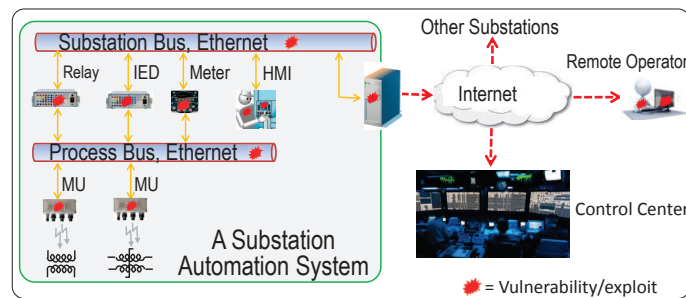 Substation Bus, Ethernet
Other Substations
Relay
IED
Meter
HMI
Remote Operator
Internet
Process Bus, Ethernet
MU
MU
Control Center
A Substation
Automation System
= Vulnerability/exploit